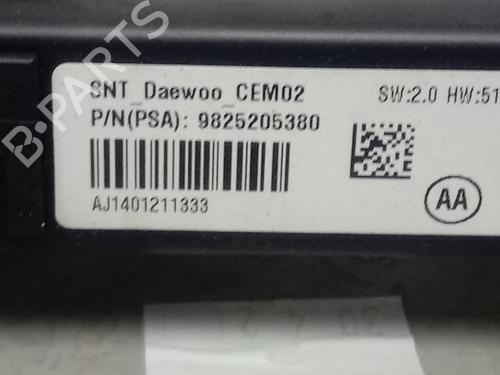 B-PARTS
SNT_Daewoo_CEM02
SW:2.0 HW:51
P/N(PSA): 9825205380
AJ1401211333
AA